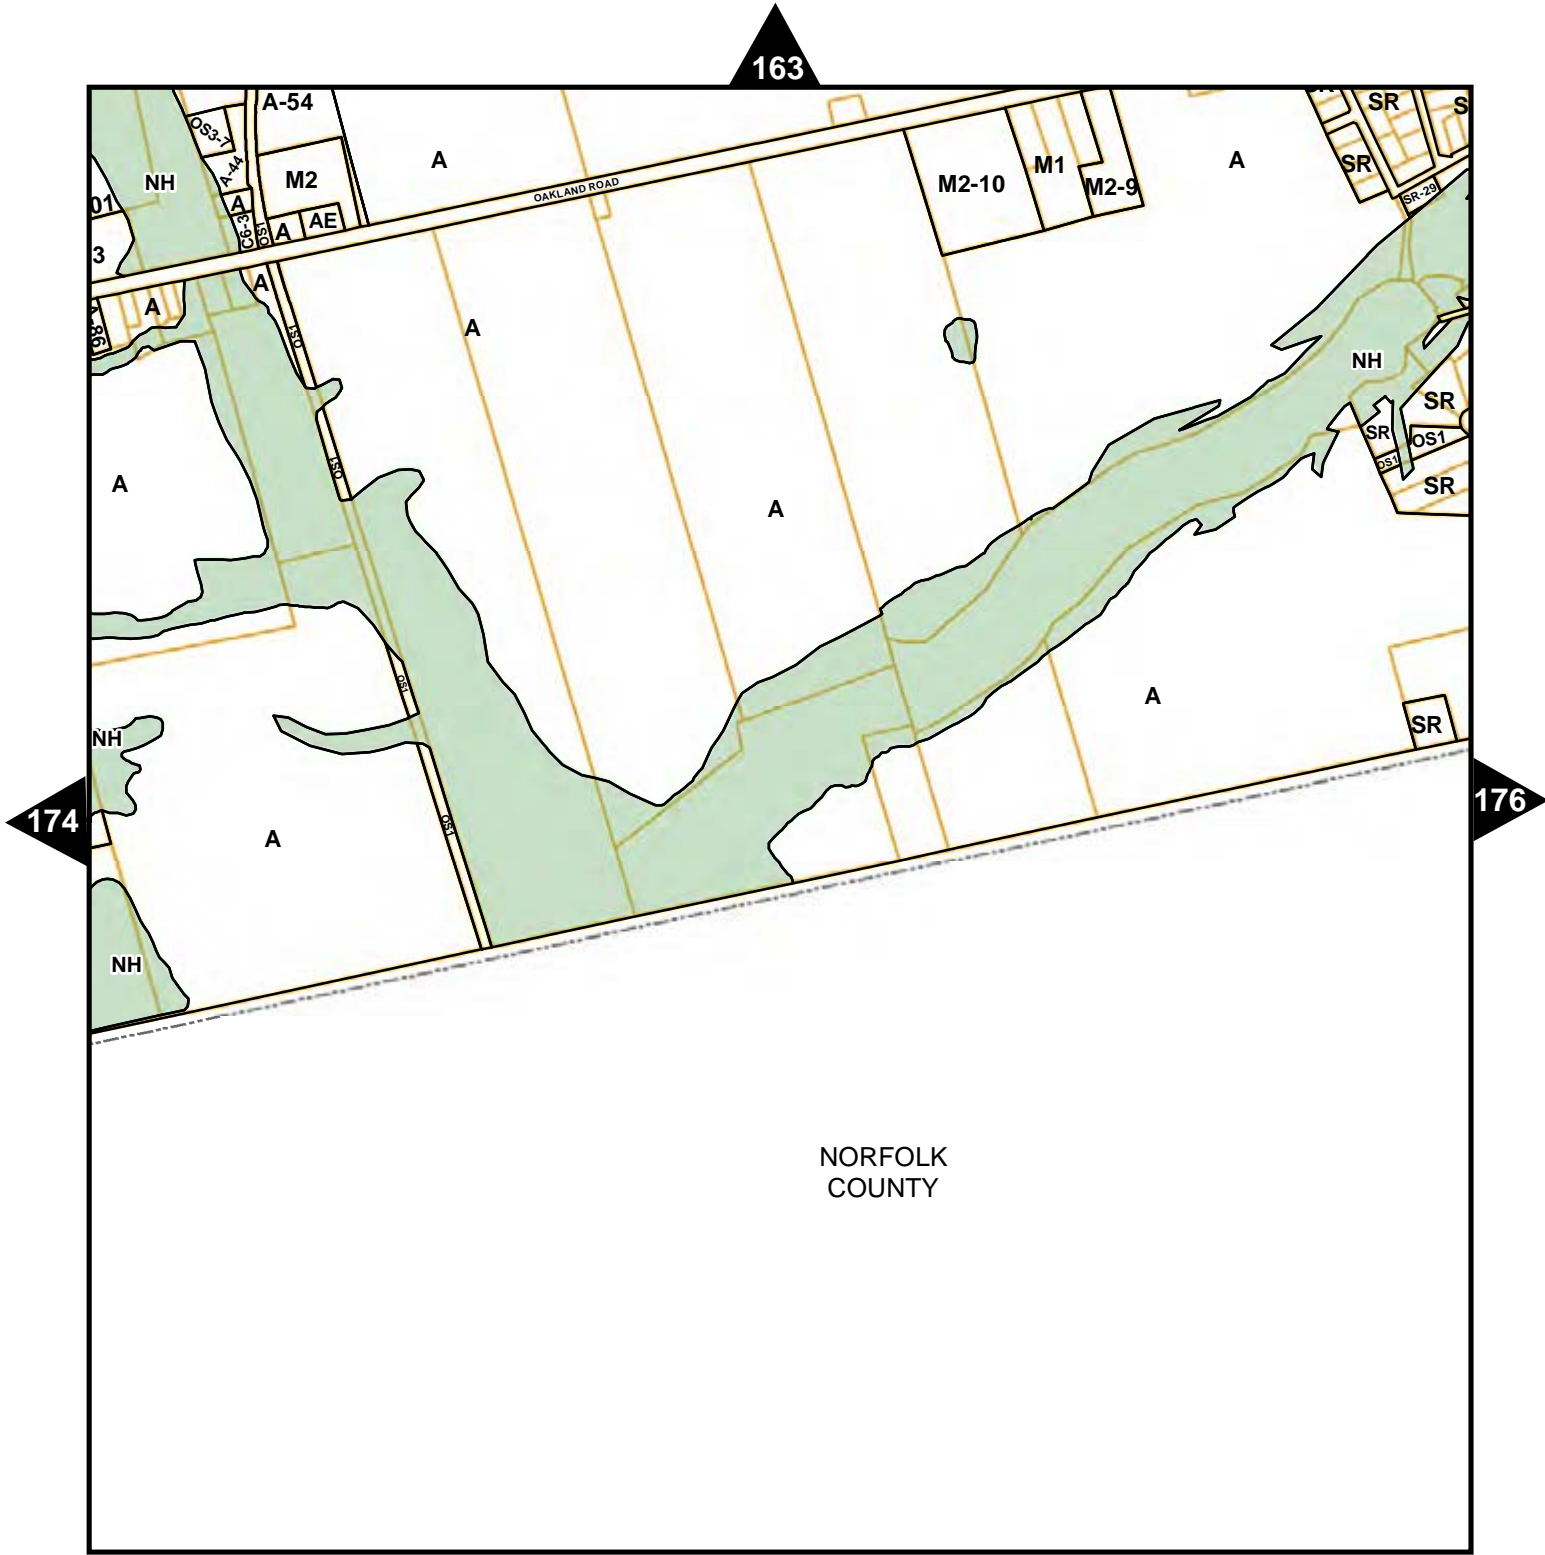 163
A-54
SR
S
OS3-7
A
A
SR
A-44
NH
M2
M1
M2-10
M2-9
OAKLAND ROAD
SR-29
01
A
C6-3
OS1
A
AE
3
A
A
A-86
OS1
A
NH
SR
SR
OS1
OS1
SR
OS1
A
A
OS1
A
SR
NH
174
176
OS1
A
NH
NORFOLK
COUNTY